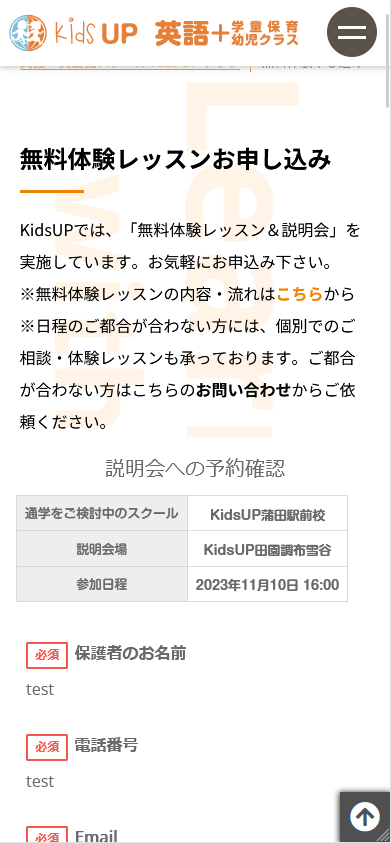 Kids UP 英語+学童保育幼児クラス
無料体験レッスンお申し込み
KidsUPでは、「無料体験レッスン＆説明会」を
実施しています。お気軽にお申込み下さい。
※無料体験レッスンの内容・流れはこちらから
※日程のご都合が合わない方には、個別でのご
相談・体験レッスンも承っております。ご都合
が合わない方はこちらのお問い合わせからご依
頼ください。
説明会への予約確認
通学をご検討中のスクール KidsUP蒲田駅前校
説明会場 KidsUP田園調布雪谷
参加日程 2023年11月10日 16:00
必須 保護者のお名前
test
必須 電話番号
test
必須 Email
Lear
with